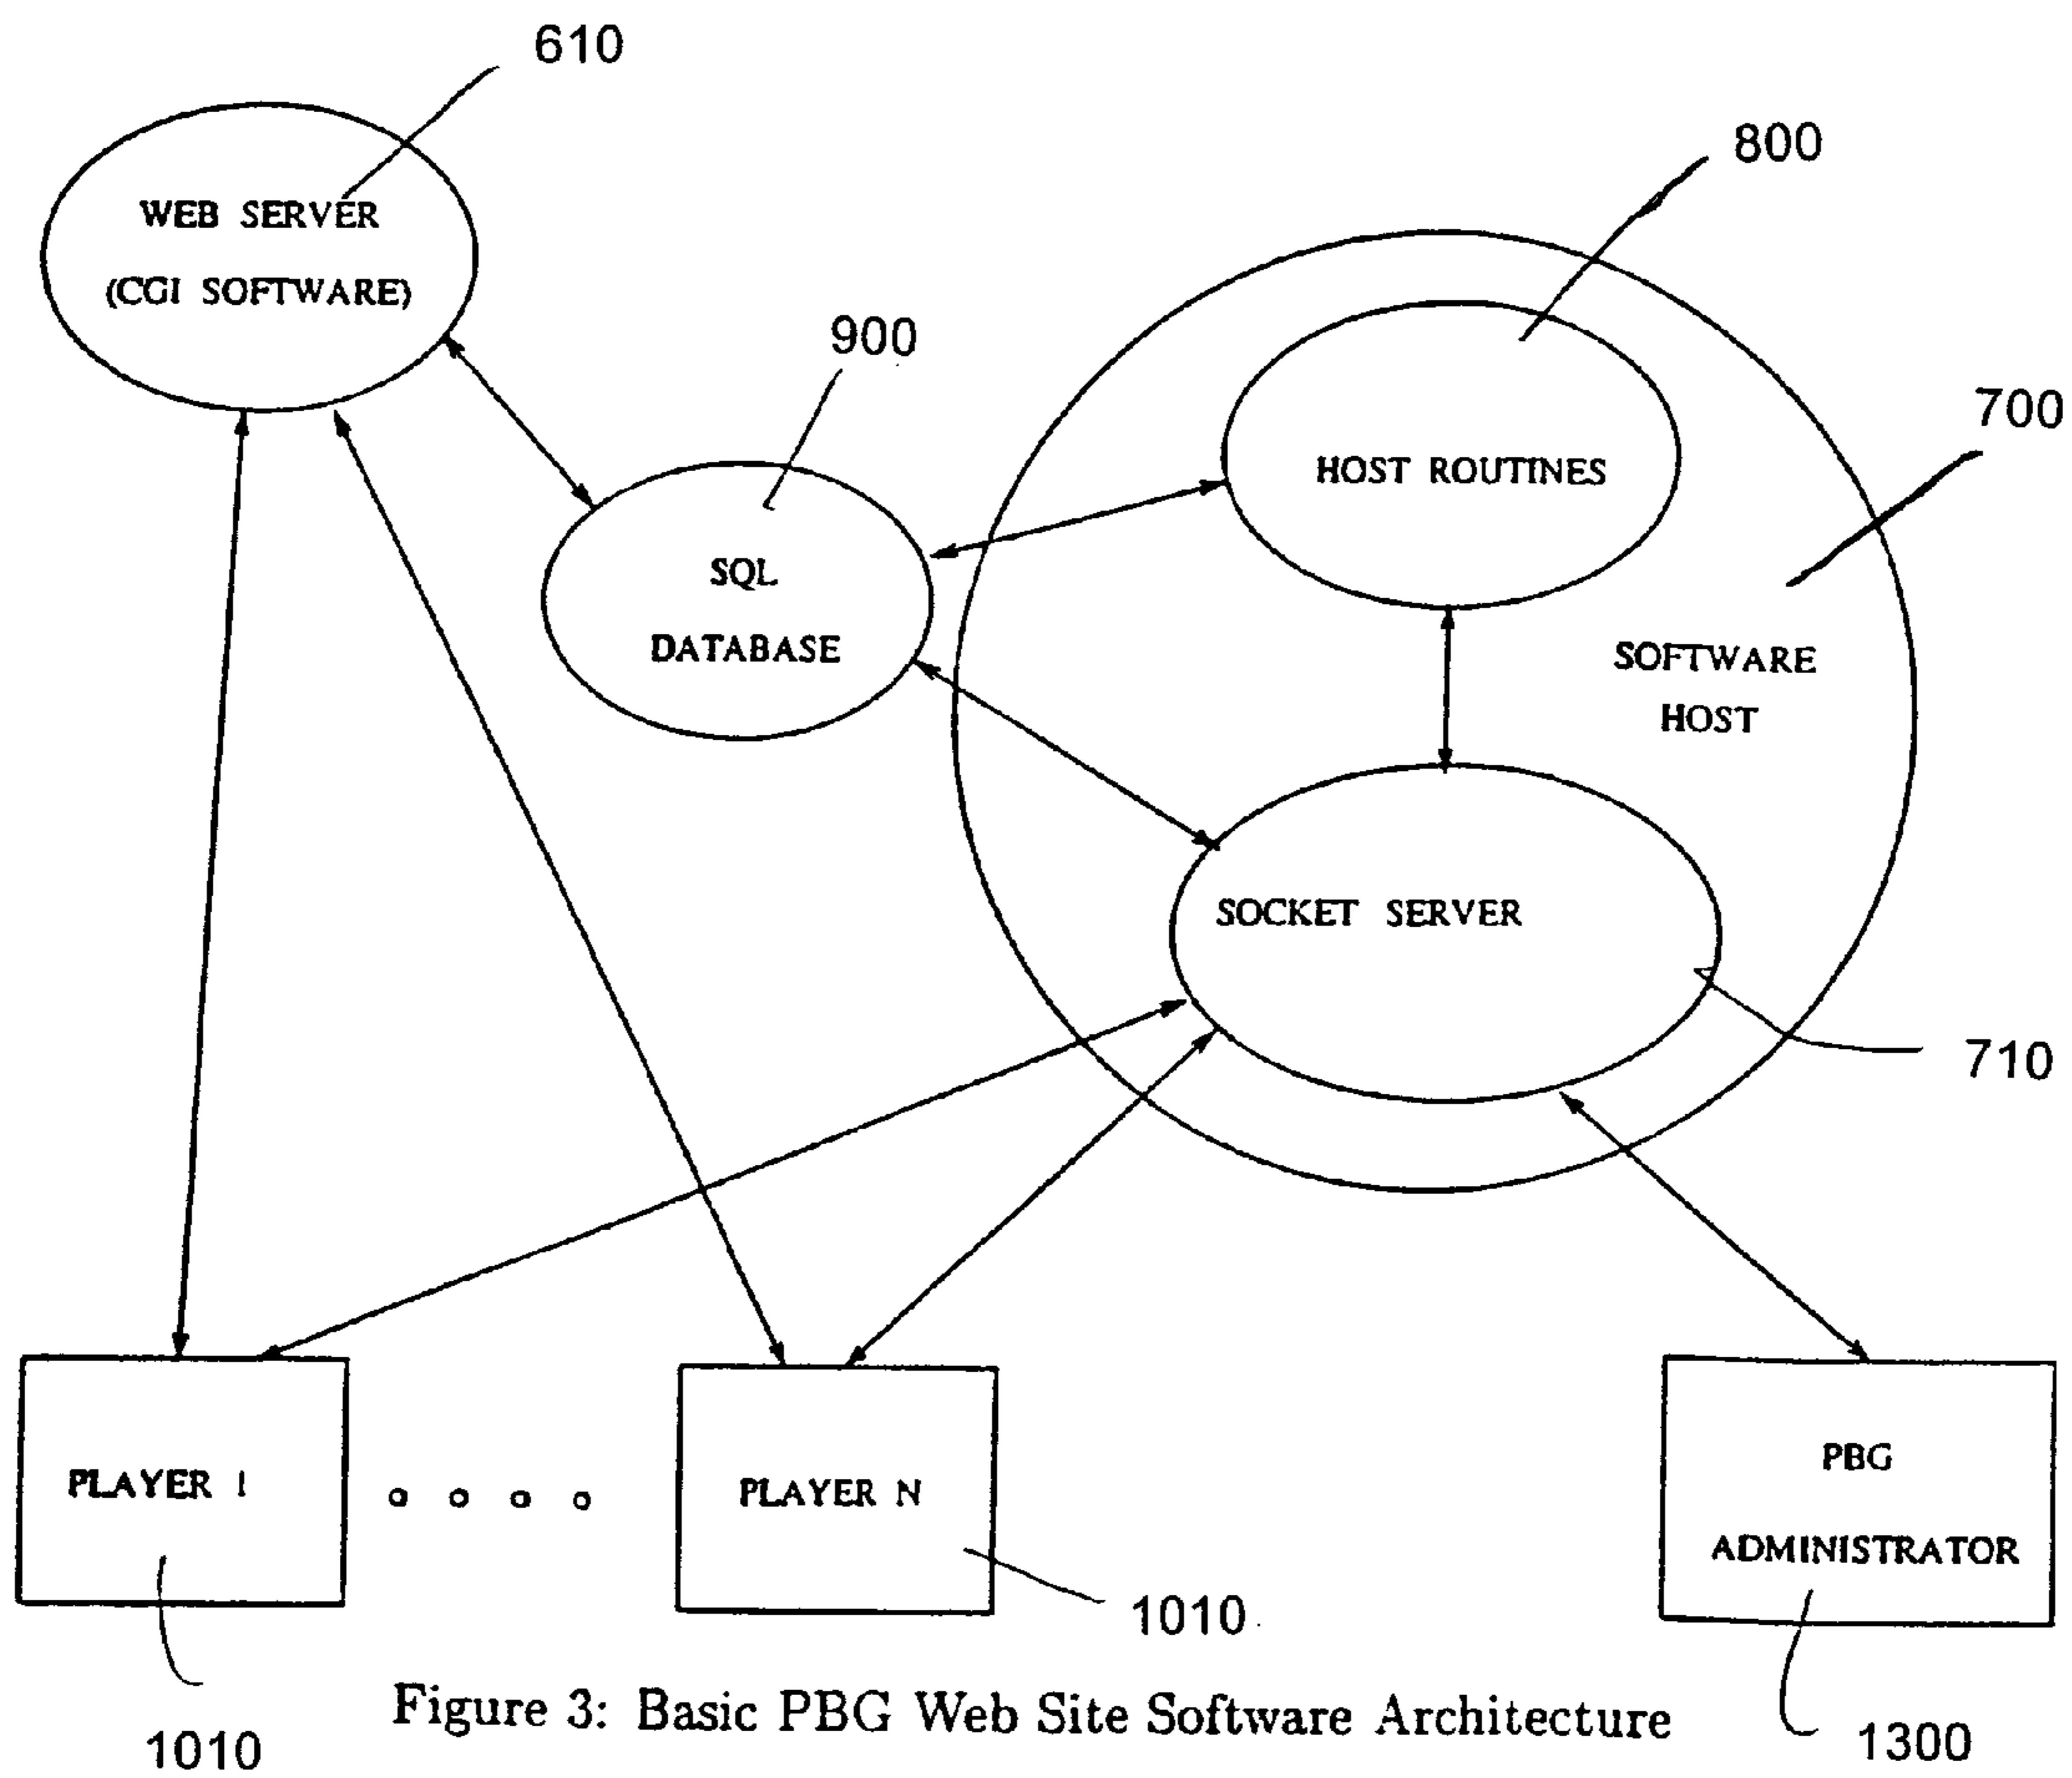 610
800
WEB SERVER
(CGI SOFTWARE)
900
700
HOST ROUTINES
SQL
DATABASE
SOFTWARE
HOST
SOCKET SERVER
710
PLAYER 1
PLAYER N
PBG
ADMINISTRATOR
1010
1010
1300
Figure 3: Basic PBG Web Site Software Architecture